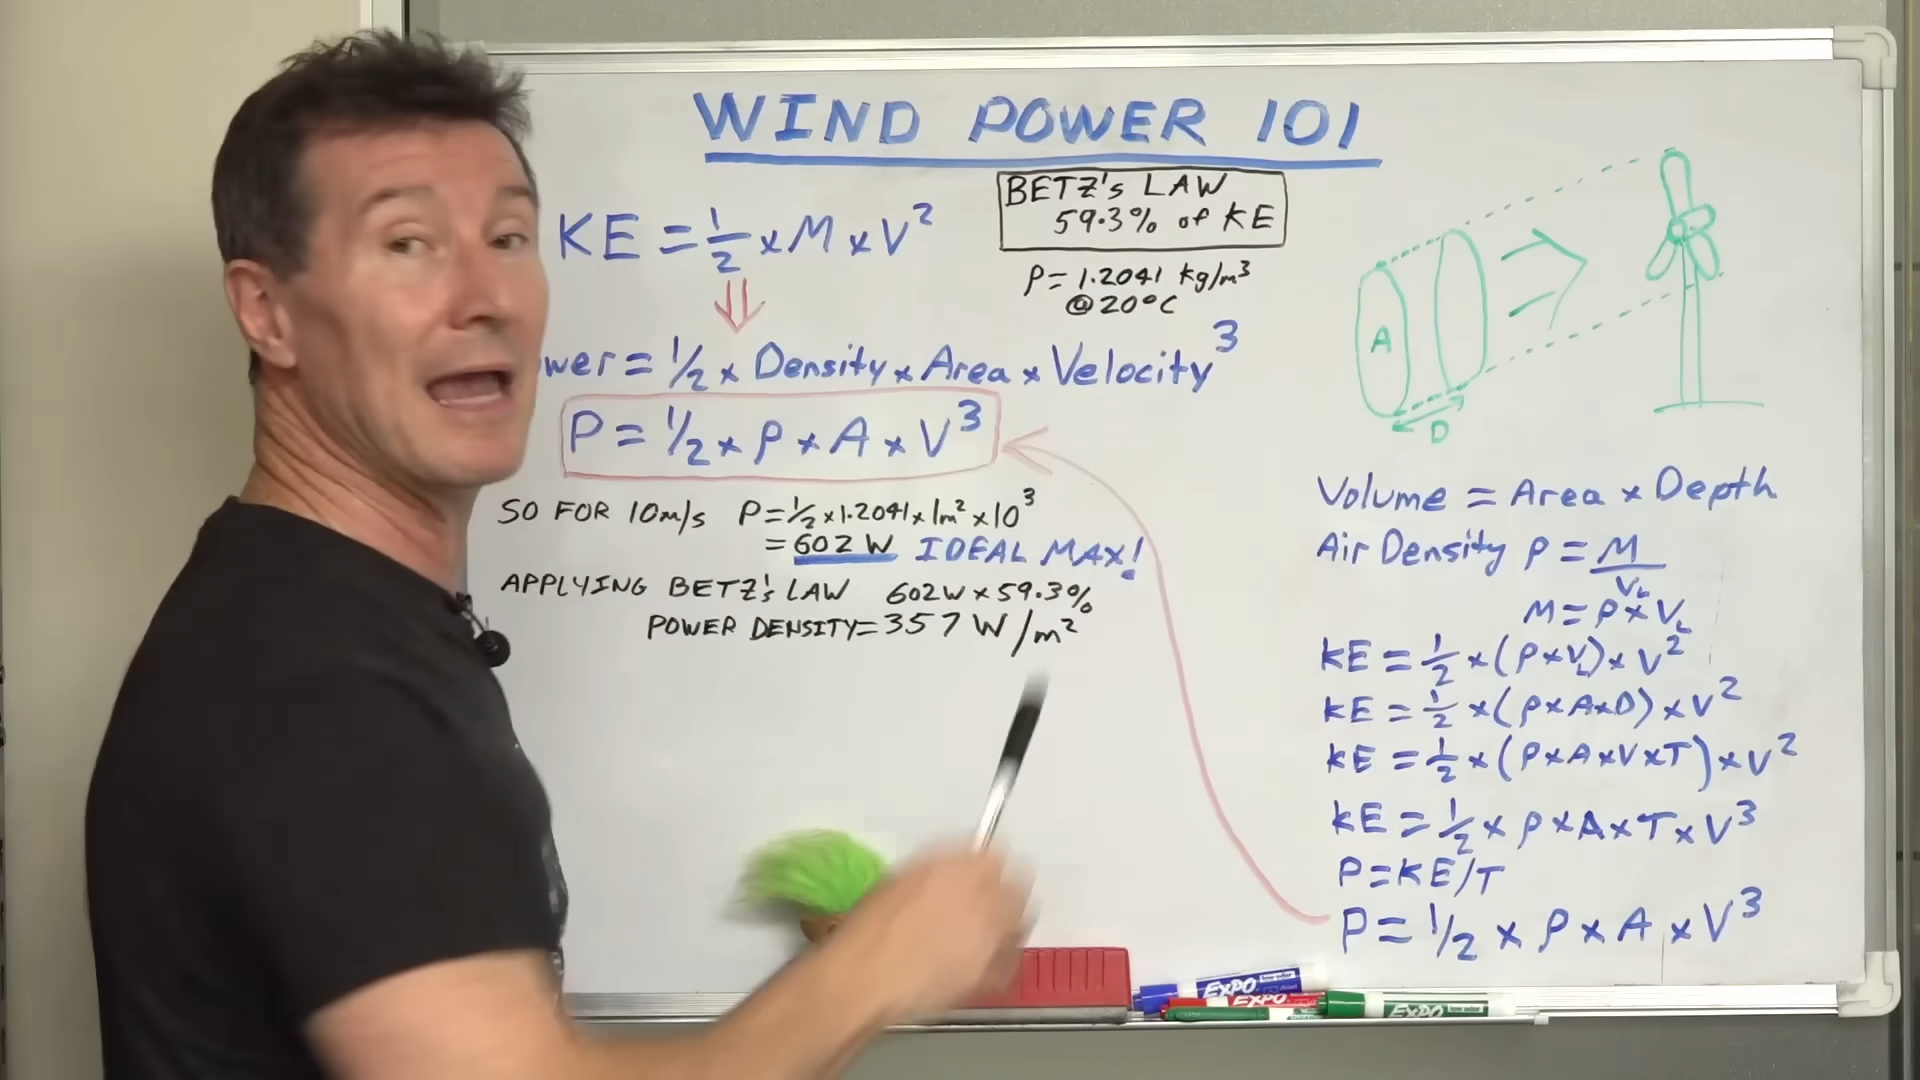 WIND POWER 101
KE = 1/2 × M × V²
BETZ's LAW
59.3% of KE
ρ = 1.2041 kg/m³
@20°C
wer = 1/2 × Density × Area × Velocity³
P = 1/2 × ρ × A × V³
SO FOR 10m/s P = 1/2 × 1.2041 × 1m² × 10³
= 602 W IDEAL MAX!
APPLYING BETZ's LAW 602W × 59.3%
POWER DENSITY = 357 W/m²
A
D
Volume = Area × Depth
Air Density ρ = M/VL
M = ρ × VL
KE = 1/2 × (ρ × VL) × V²
KE = 1/2 × (ρ × A × D) × V²
KE = 1/2 × (ρ × A × V × T) × V²
KE = 1/2 × ρ × A × T × V³
P = KE/T
P = 1/2 × ρ × A × V³
EXPO
EXPO
EXPO